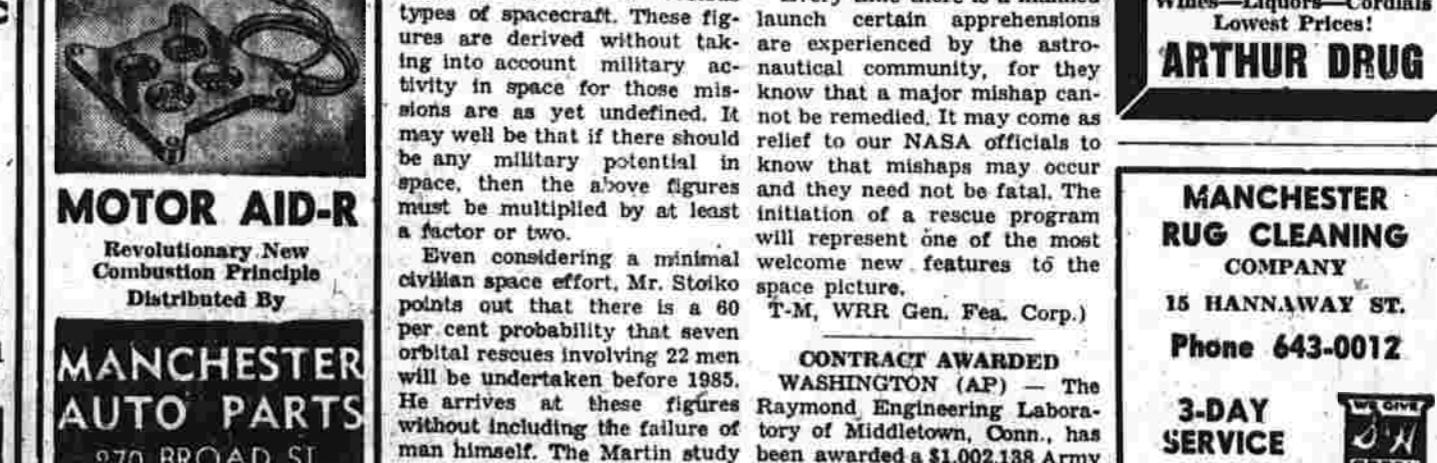 MOTOR AID-R
Revolutionary New
Combustion Principle
Distributed By
MANCHESTER
AUTO PARTS
270 BROAD ST
types of spacecraft. These fig-
ures are derived without tak-
ing into account military ac-
tivity in space for those mis-
sions are as yet undefined. It
may well be that if there should
be any military potential in
space, then the above figures
must be multiplied by at least
a factor or two.
Even considering a minimal
civilian space effort, Mr. Stoiko
points out that there is a 60
per cent probability that seven
orbital rescues involving 22 men
will be undertaken before 1985.
He arrives at these figures
without including the failure of
man himself. The Martin study
launch certain apprehensions
are experienced by the astro-
nautical community, for they
know that a major mishap can-
not be remedied. It may come as
relief to our NASA officials to
know that mishaps may occur
and they need not be fatal. The
initiation of a rescue program
will represent one of the most
welcome new features to the
space picture.
T-M, WRR Gen. Fea. Corp.)
CONTRACT AWARDED
WASHINGTON (AP) — The
Raymond Engineering Labora-
tory of Middletown, Conn., has
been awarded a $1,002,138 Army
Wines—Liquors—Cordials
Lowest Prices!
ARTHUR DRUG
MANCHESTER
RUG CLEANING
COMPANY
15 HANNAWAY ST.
Phone 643-0012
3-DAY
SERVICE
WE GIVE